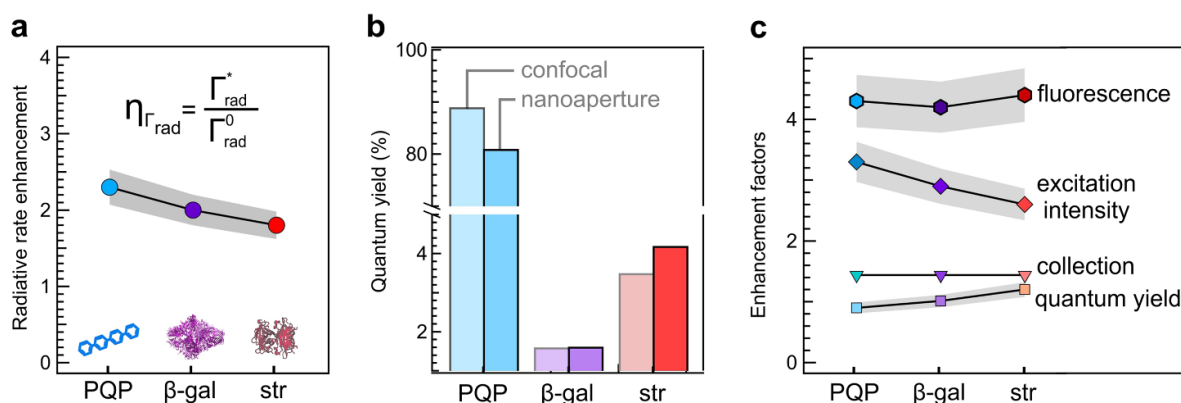 a
Radiative rate enhancement
4
3
2
1
0
η_Γrad = Γ*rad / Γ0rad
PQP
β-gal
str
b
Quantum yield (%)
100
80
4
2
confocal
nanoaperture
PQP
β-gal
str
c
Enhancement factors
4
2
0
fluorescence
excitation
intensity
collection
quantum yield
PQP
β-gal
str